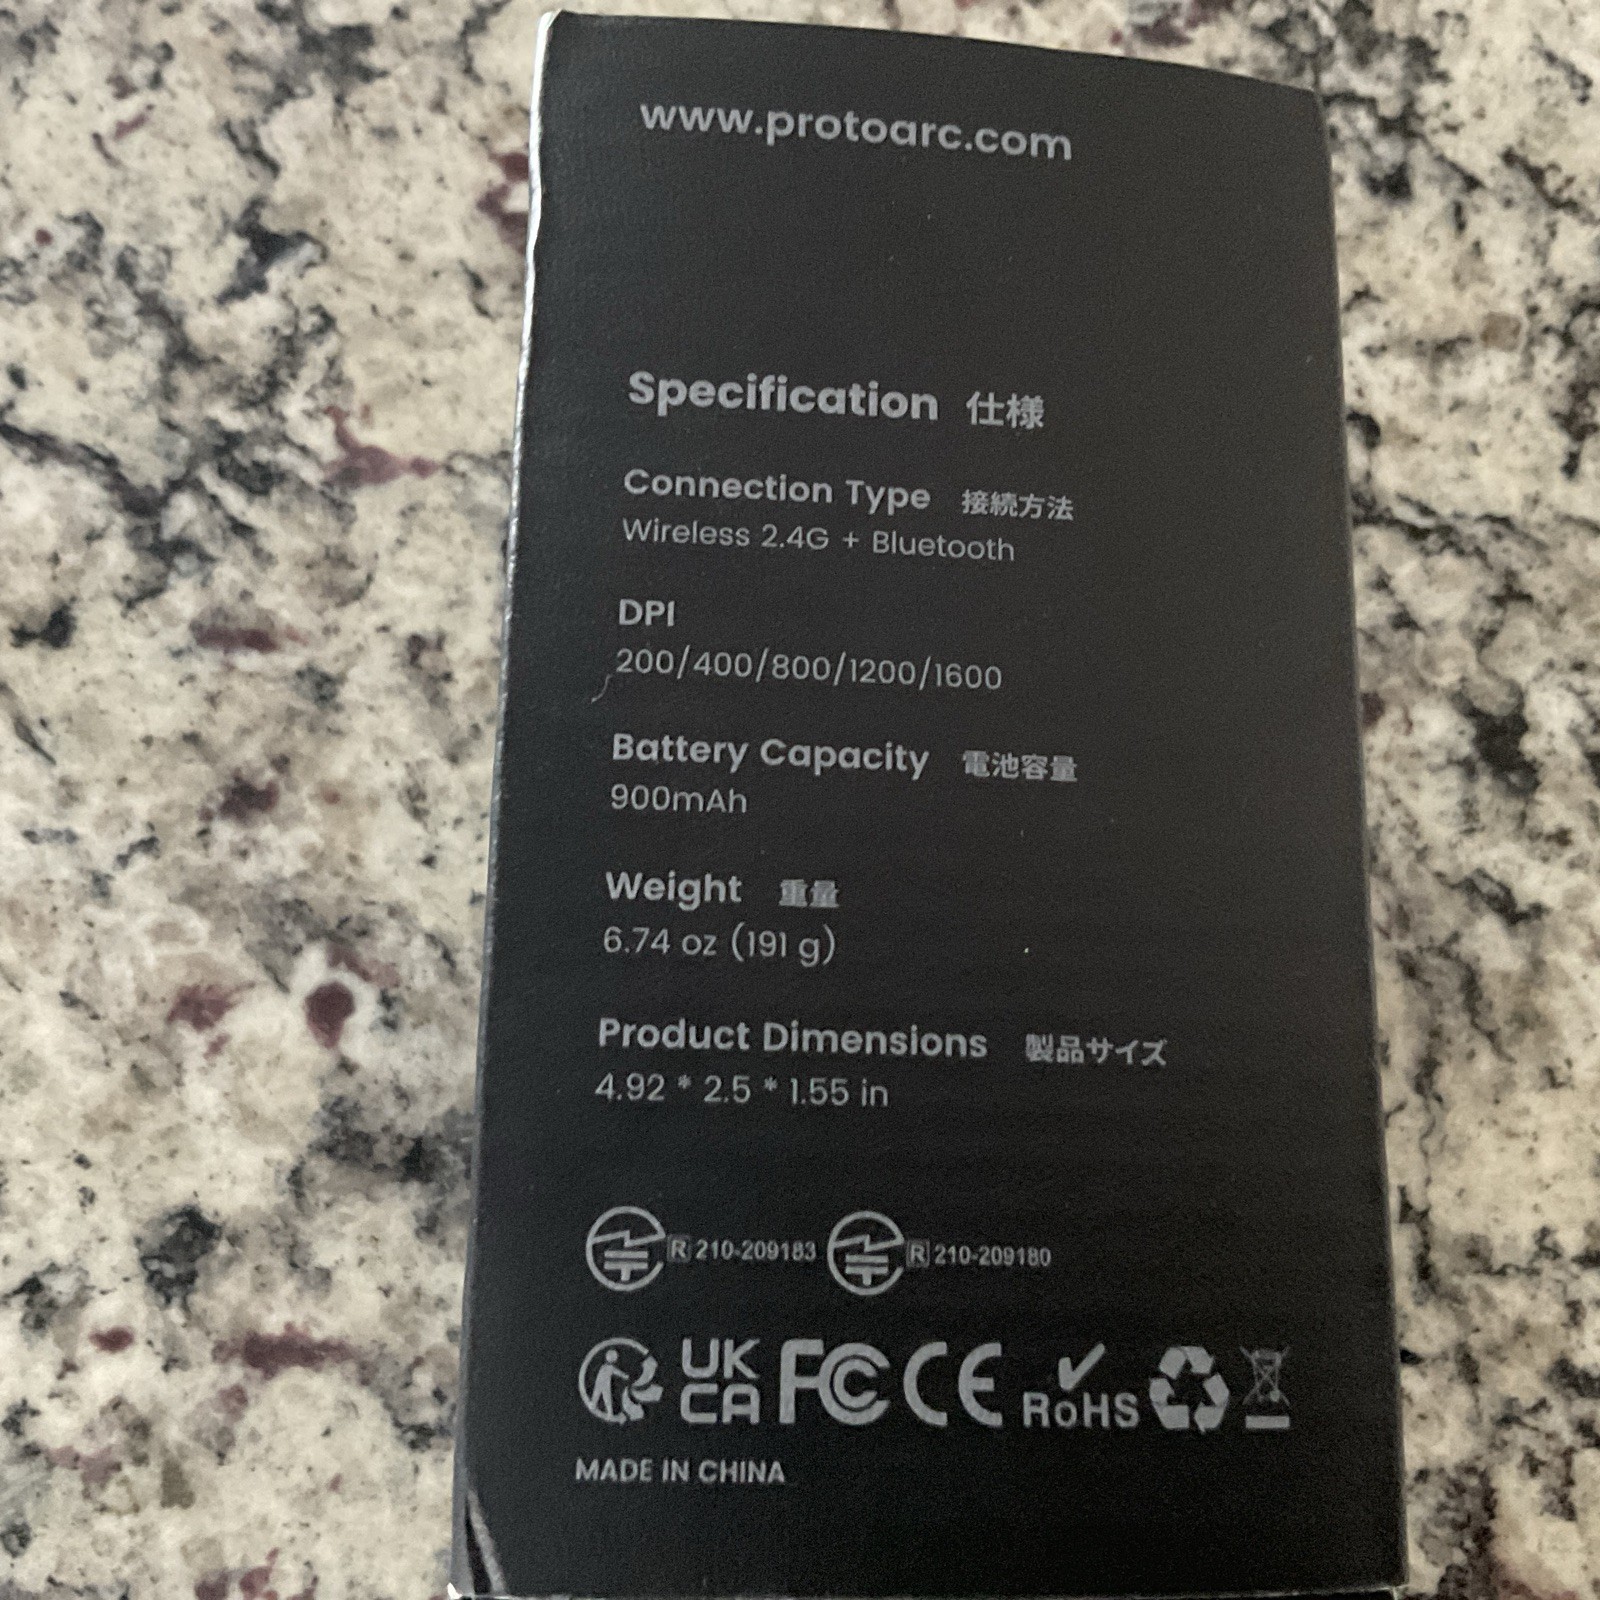 www.protoarc.com
Specification 仕様
Connection Type 接続方法
Wireless 2.4G + Bluetooth
DPI
200/400/800/1200/1600
Battery Capacity 電池容量
900mAh
Weight 重量
6.74 oz (191 g)
Product Dimensions 製品サイズ
4.92 * 2.5 * 1.55 in
R 210-209183 R 210-209180
UK CA FC CE RoHS
MADE IN CHINA